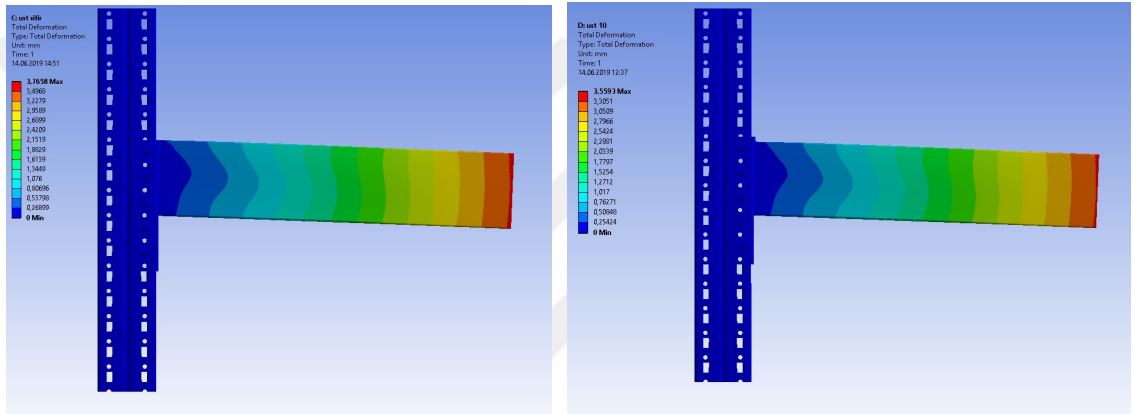 C: ust sifir
Total Deformation
Type: Total Deformation
Unit: mm
Time: 1
14.06.2019 14:51
3,7658 Max
3,4968
3,2279
2,9589
2,6899
2,4209
2,1519
1,8829
1,6139
1,3449
1,076
0,80696
0,53798
0,26899
0 Min
D: ust 10
Total Deformation
Type: Total Deformation
Unit: mm
Time: 1
14.06.2019 12:37
3,5593 Max
3,3051
3,0509
2,7966
2,5424
2,2881
2,0339
1,7797
1,5254
1,2712
1,017
0,76271
0,50848
0,25424
0 Min